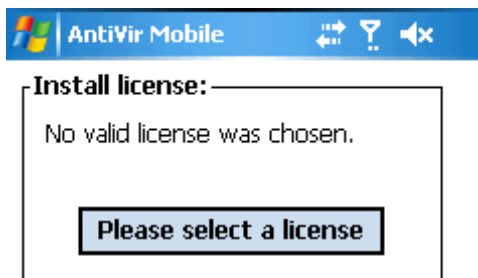 AntiVir Mobile
Install license:
No valid license was chosen.
Please select a license